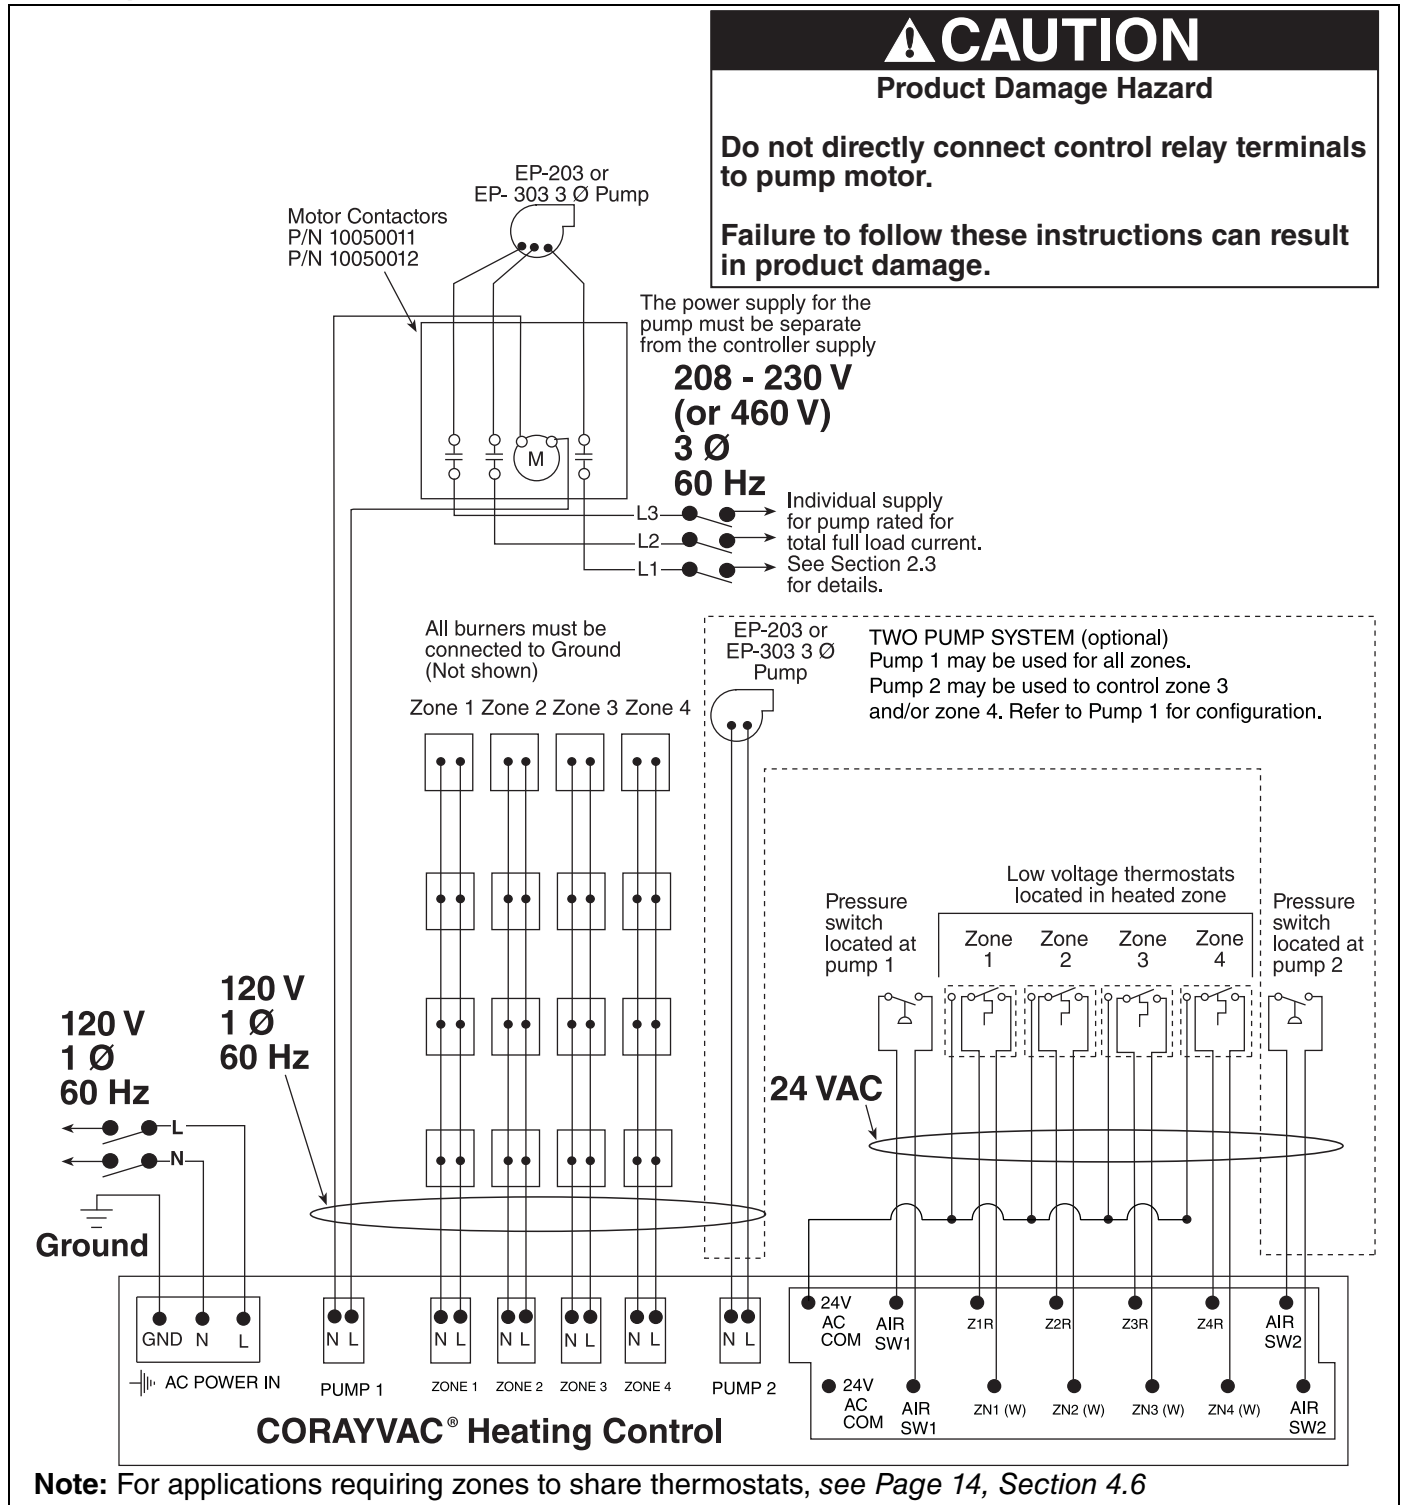 CAUTION
Product Damage Hazard
Do not directly connect control relay terminals
to pump motor.
Failure to follow these instructions can result
in product damage.
EP-203 or
EP- 303 3 Ø Pump
Motor Contactors
P/N 10050011
P/N 10050012
The power supply for the
pump must be separate
from the controller supply
208 - 230 V
(or 460 V)
3 Ø
60 Hz
M
L3
L2
L1
Individual supply
for pump rated for
total full load current.
See Section 2.3
for details.
All burners must be
connected to Ground
(Not shown)
Zone 1 Zone 2 Zone 3 Zone 4
EP-203 or
EP-303 3 Ø
Pump
TWO PUMP SYSTEM (optional)
Pump 1 may be used for all zones.
Pump 2 may be used to control zone 3
and/or zone 4. Refer to Pump 1 for configuration.
Low voltage thermostats
located in heated zone
Pressure
switch
located at
pump 1
Zone
1
Zone
2
Zone
3
Zone
4
Pressure
switch
located at
pump 2
120 V
1 Ø
60 Hz
120 V
1 Ø
60 Hz
24 VAC
L
N
Ground
GND N L
AC POWER IN
N L
PUMP 1
N L
ZONE 1
N L
ZONE 2
N L
ZONE 3
N L
ZONE 4
N L
PUMP 2
24V
AC
COM
AIR
SW1
Z1R
Z2R
Z3R
Z4R
AIR
SW2
24V
AC
COM
AIR
SW1
ZN1 (W)
ZN2 (W)
ZN3 (W)
ZN4 (W)
AIR
SW2
CORAYVAC® Heating Control
Note: For applications requiring zones to share thermostats, see Page 14, Section 4.6